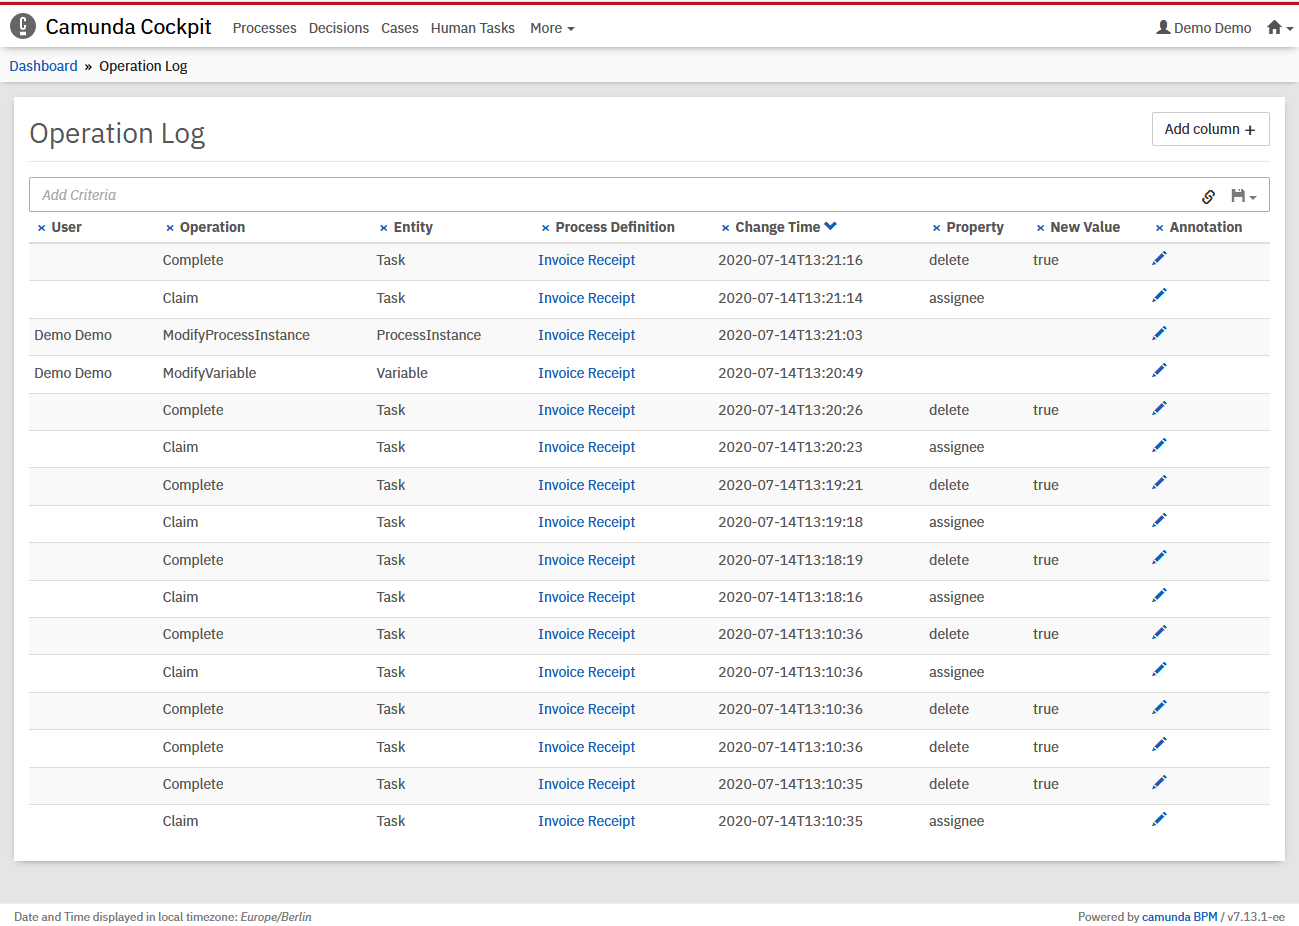 Camunda Cockpit Processes Decisions Cases Human Tasks More Demo Demo
Dashboard » Operation Log
Operation Log Add column +
Add Criteria
× User × Operation × Entity × Process Definition × Change Time × Property × New Value × Annotation
Complete Task Invoice Receipt 2020-07-14T13:21:16 delete true
Claim Task Invoice Receipt 2020-07-14T13:21:14 assignee
Demo Demo ModifyProcessInstance ProcessInstance Invoice Receipt 2020-07-14T13:21:03
Demo Demo ModifyVariable Variable Invoice Receipt 2020-07-14T13:20:49
Complete Task Invoice Receipt 2020-07-14T13:20:26 delete true
Claim Task Invoice Receipt 2020-07-14T13:20:23 assignee
Complete Task Invoice Receipt 2020-07-14T13:19:21 delete true
Claim Task Invoice Receipt 2020-07-14T13:19:18 assignee
Complete Task Invoice Receipt 2020-07-14T13:18:19 delete true
Claim Task Invoice Receipt 2020-07-14T13:18:16 assignee
Complete Task Invoice Receipt 2020-07-14T13:10:36 delete true
Claim Task Invoice Receipt 2020-07-14T13:10:36 assignee
Complete Task Invoice Receipt 2020-07-14T13:10:36 delete true
Complete Task Invoice Receipt 2020-07-14T13:10:36 delete true
Complete Task Invoice Receipt 2020-07-14T13:10:35 delete true
Claim Task Invoice Receipt 2020-07-14T13:10:35 assignee
Date and Time displayed in local timezone: Europe/Berlin Powered by camunda BPM / v7.13.1-ee